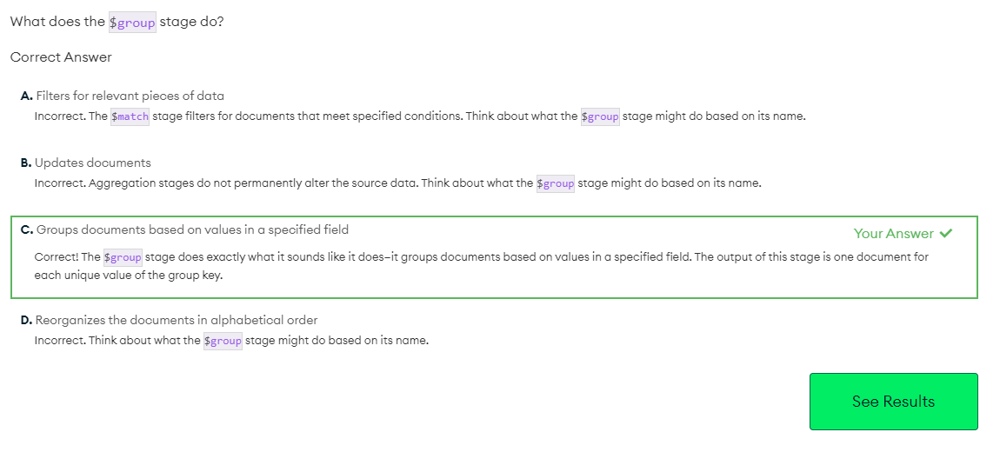 What does the $group stage do?
Correct Answer
A. Filters for relevant pieces of data
Incorrect. The $match stage filters for documents that meet specified conditions. Think about what the $group stage might do based on its name.
B. Updates documents
Incorrect. Aggregation stages do not permanently alter the source data. Think about what the $group stage might do based on its name.
C. Groups documents based on values in a specified field
Your Answer ✔
Correct! The $group stage does exactly what it sounds like it does—it groups documents based on values in a specified field. The output of this stage is one document for
each unique value of the group key.
D. Reorganizes the documents in alphabetical order
Incorrect. Think about what the $group stage might do based on its name.
See Results